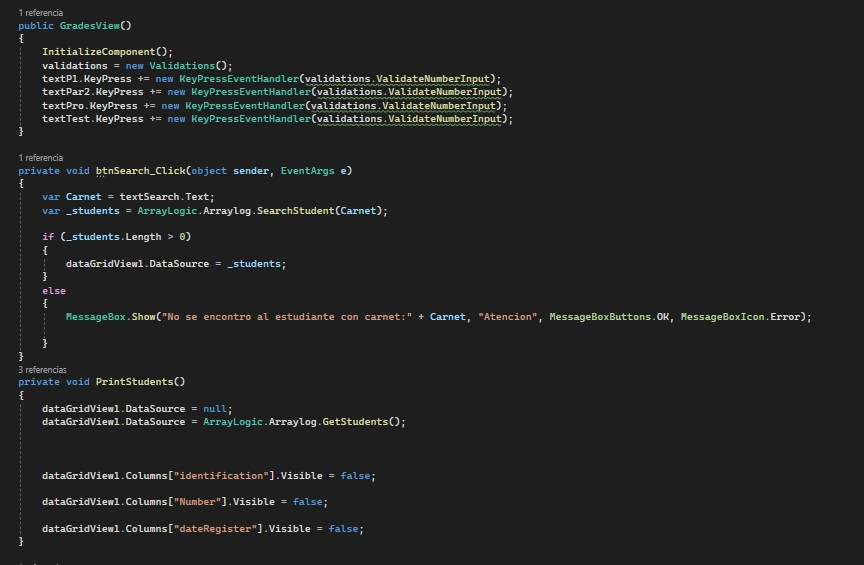 1 referencia
public GradesView()
{
InitializeComponent();
validations = new Validations();
textP1.KeyPress += new KeyPressEventHandler(validations.ValidateNumberInput);
textPar2.KeyPress += new KeyPressEventHandler(validations.ValidateNumberInput);
textPro.KeyPress += new KeyPressEventHandler(validations.ValidateNumberInput);
textTest.KeyPress += new KeyPressEventHandler(validations.ValidateNumberInput);
}
1 referencia
private void btnSearch_Click(object sender, EventArgs e)
{
var Carnet = textSearch.Text;
var _students = ArrayLogic.Arraylog.SearchStudent(Carnet);
if (_students.Length > 0)
{
dataGridView1.DataSource = _students;
}
else
{
MessageBox.Show("No se encontro al estudiante con carnet:" + Carnet, "Atencion", MessageBoxButtons.OK, MessageBoxIcon.Error);
}
}
3 referencias
private void PrintStudents()
{
dataGridView1.DataSource = null;
dataGridView1.DataSource = ArrayLogic.Arraylog.GetStudents();
dataGridView1.Columns["identification"].Visible = false;
dataGridView1.Columns["Number"].Visible = false;
dataGridView1.Columns["dateRegister"].Visible = false;
}